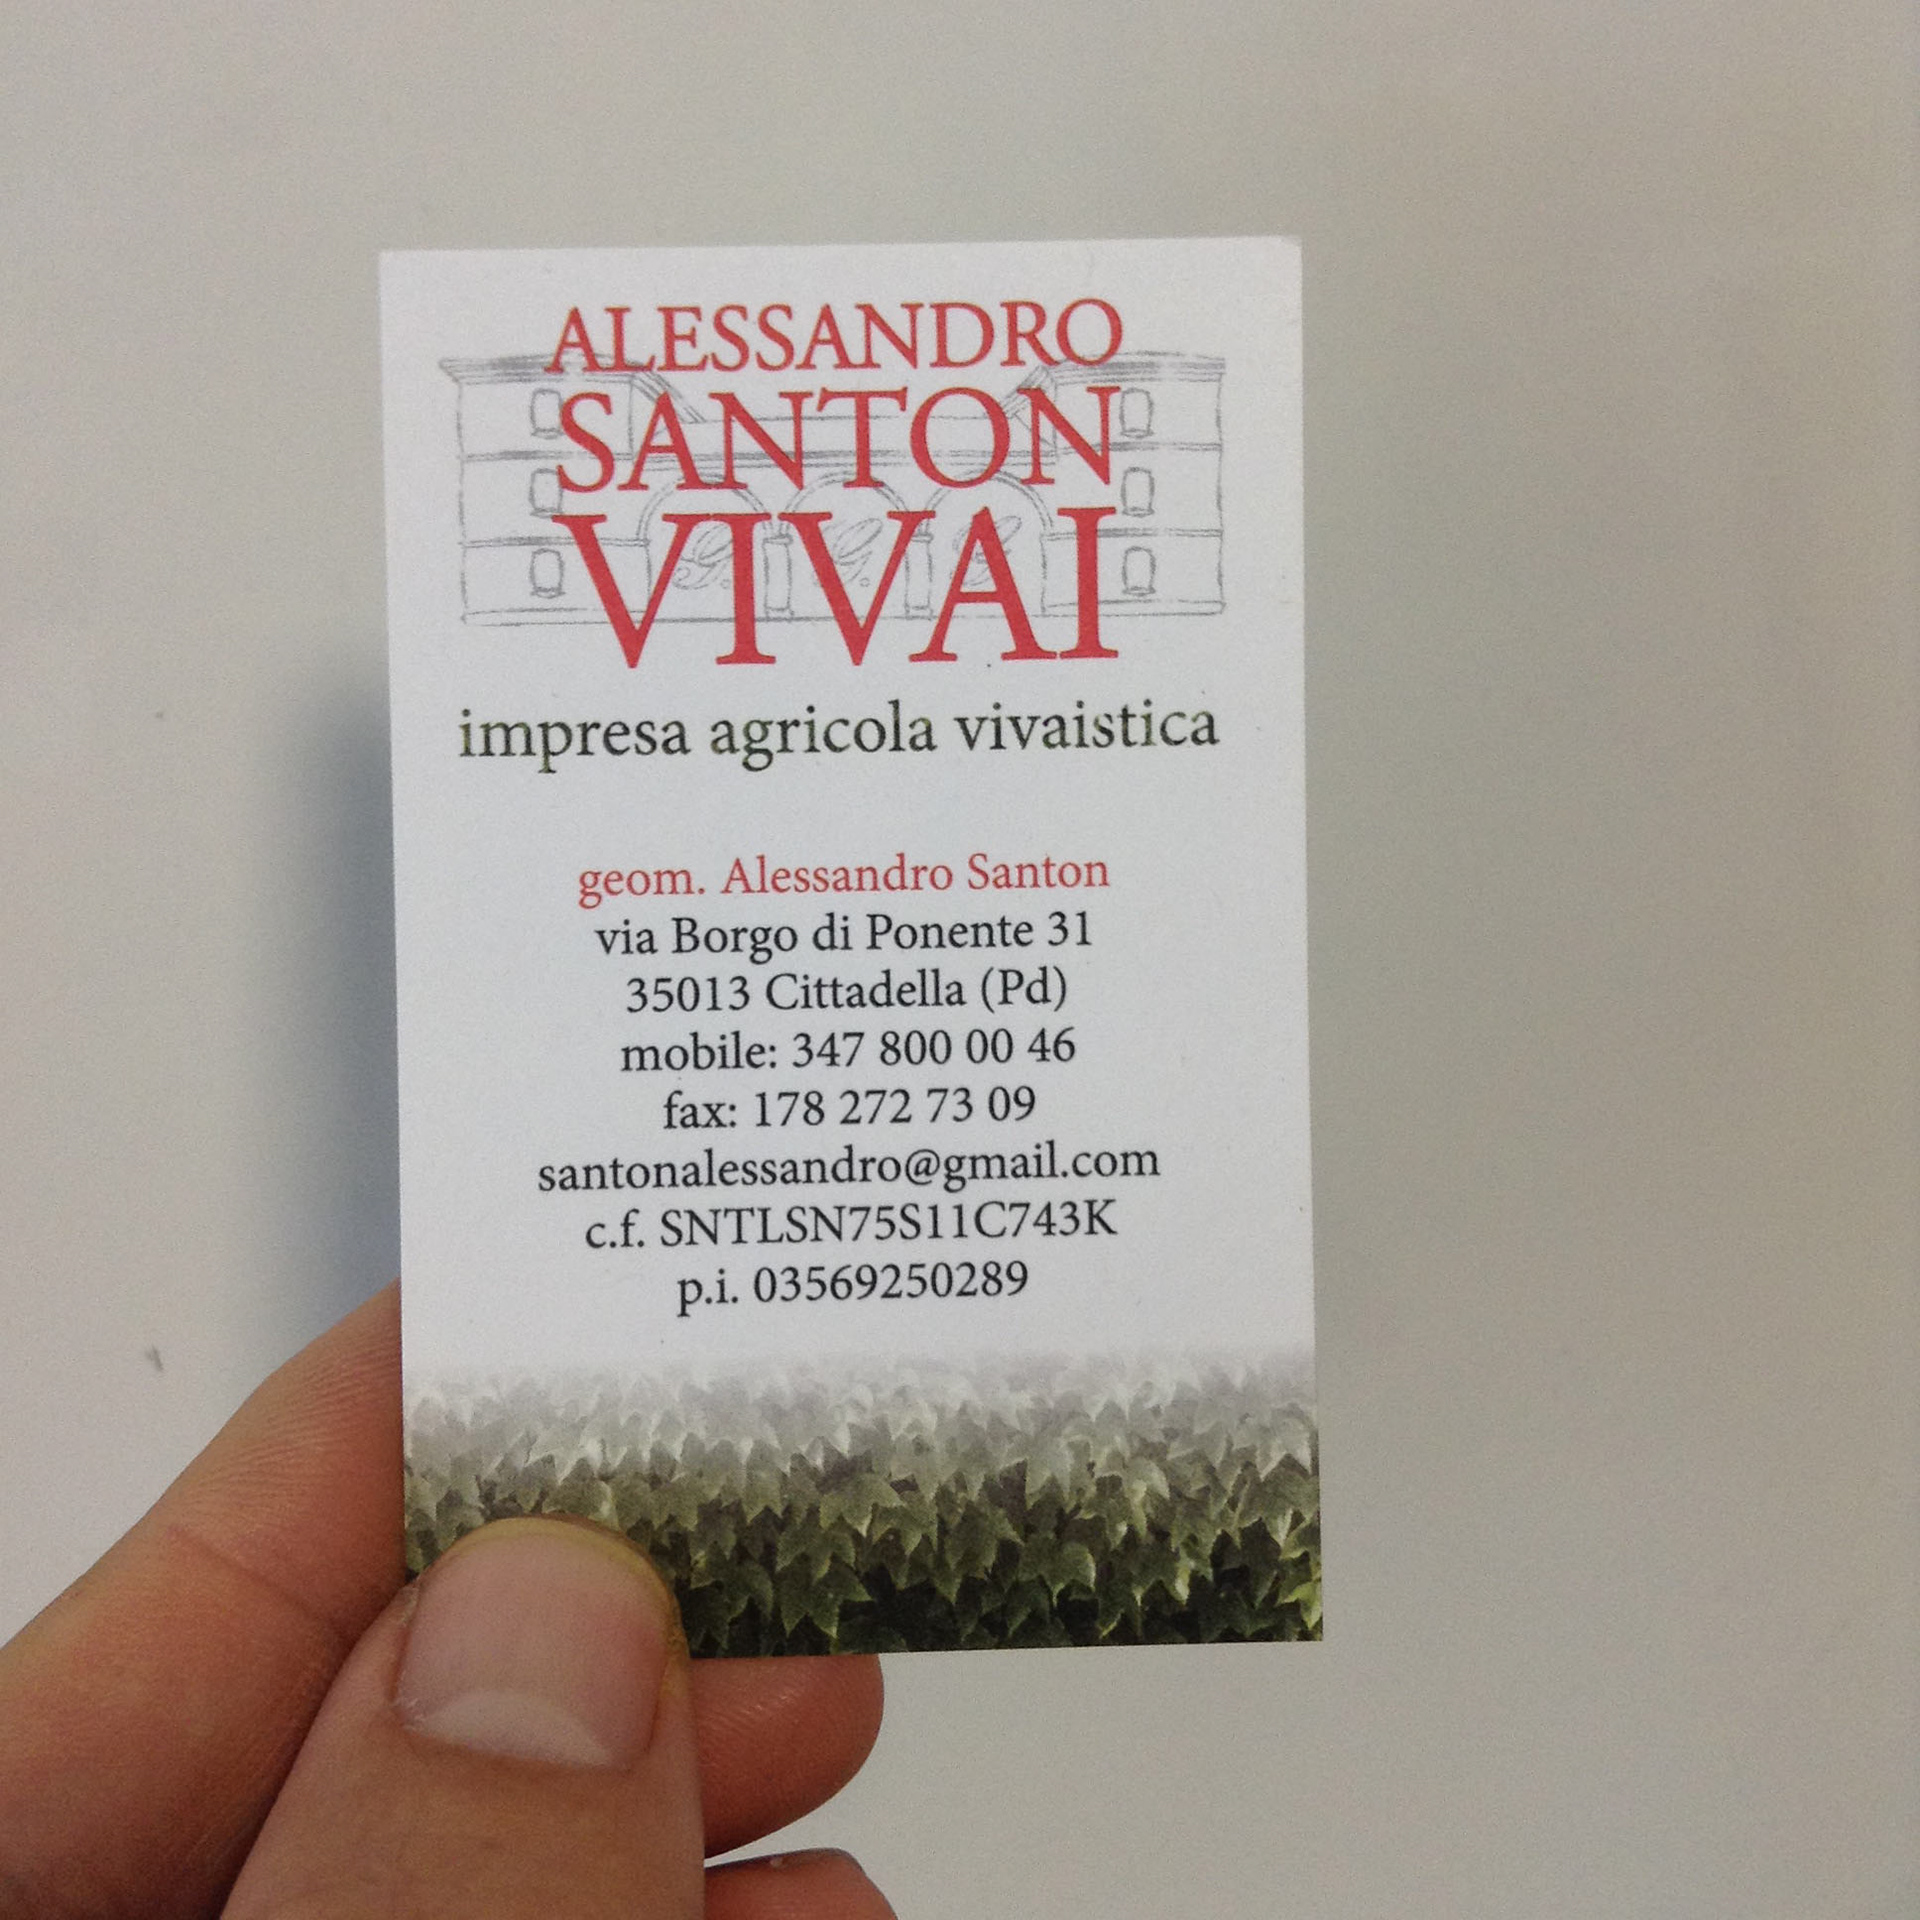 ALESSANDRO
SANTON
VIVAI
impresa agricola vivaistica
geom. Alessandro Santon
via Borgo di Ponente 31
35013 Cittadella (Pd)
mobile: 347 800 00 46
fax: 178 272 73 09
santonalessandro@gmail.com
c.f. SNTLSN75S11C743K
p.i. 03569250289